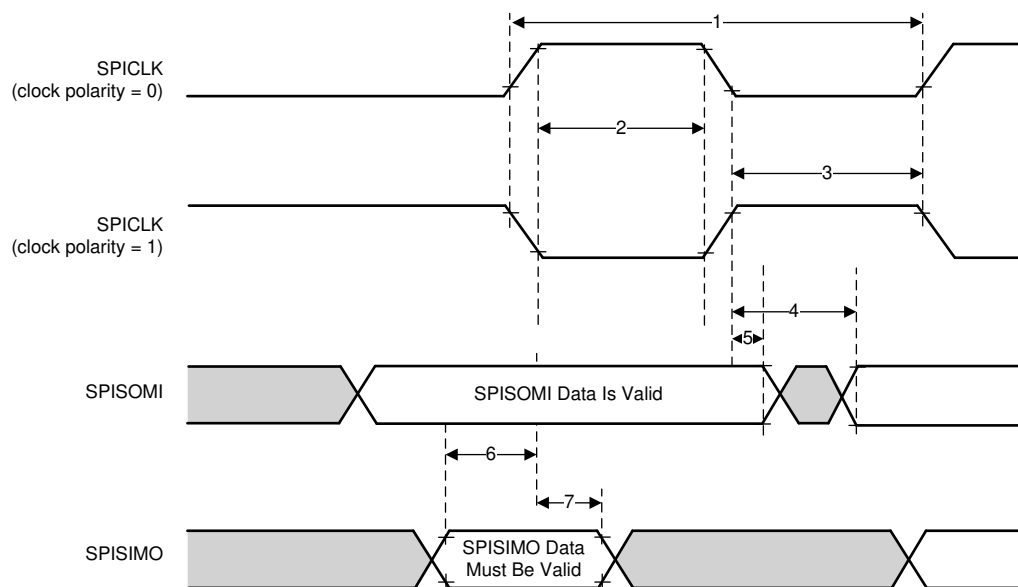 1
SPICLK
(clock polarity = 0)
2
3
SPICLK
(clock polarity = 1)
4
5
SPISOMI
SPISOMI Data Is Valid
6
7
SPISIMO
SPISIMO Data
Must Be Valid